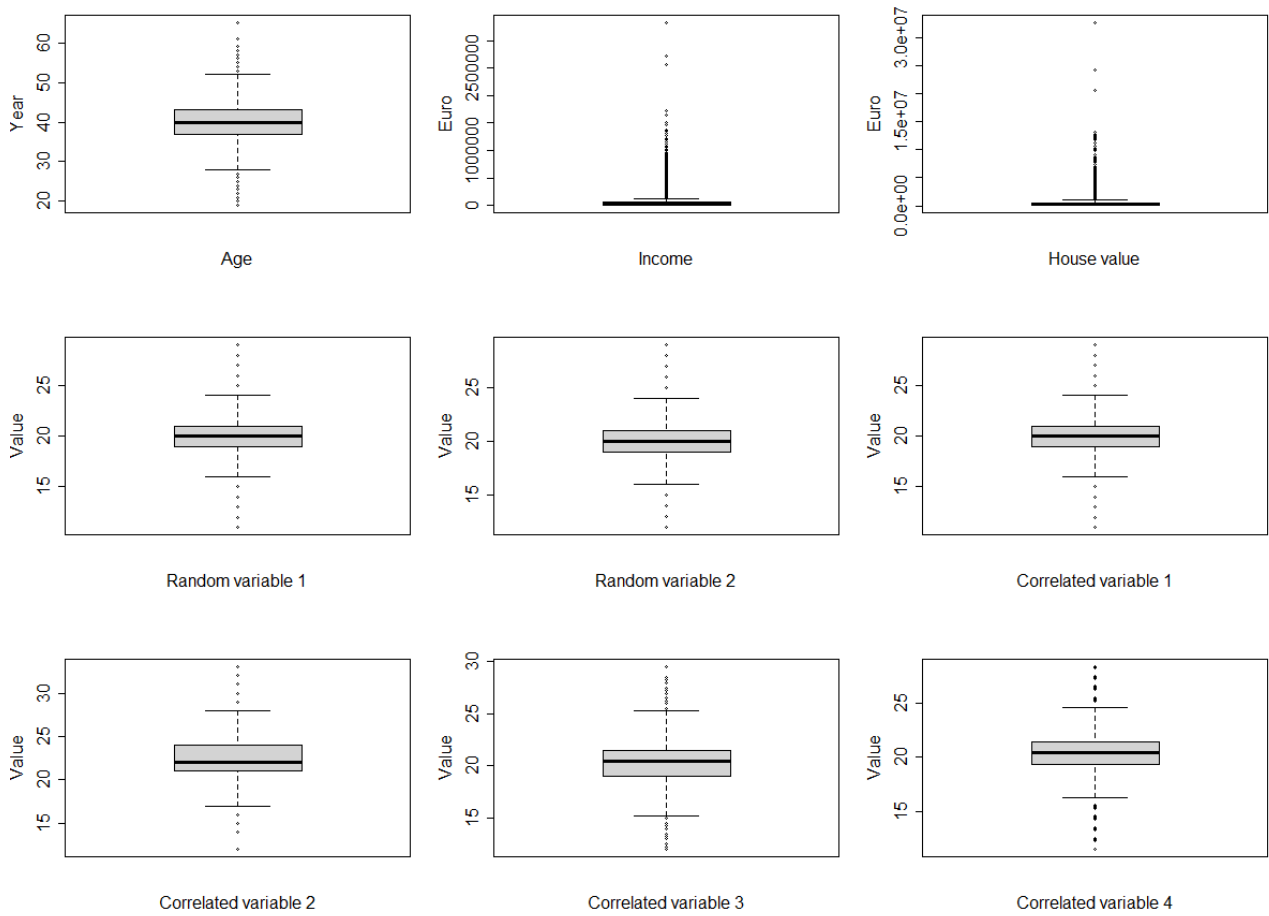 Year
60
50
40
30
20
Age
Euro
2500000
1000000
0
Income
Euro
3.0e+07
1.5e+07
0.0e+00
House value
Value
25
20
15
Random variable 1
Value
25
20
15
Random variable 2
Value
25
20
15
Correlated variable 1
Value
30
25
20
15
Correlated variable 2
Value
30
25
20
15
Correlated variable 3
Value
25
20
15
Correlated variable 4